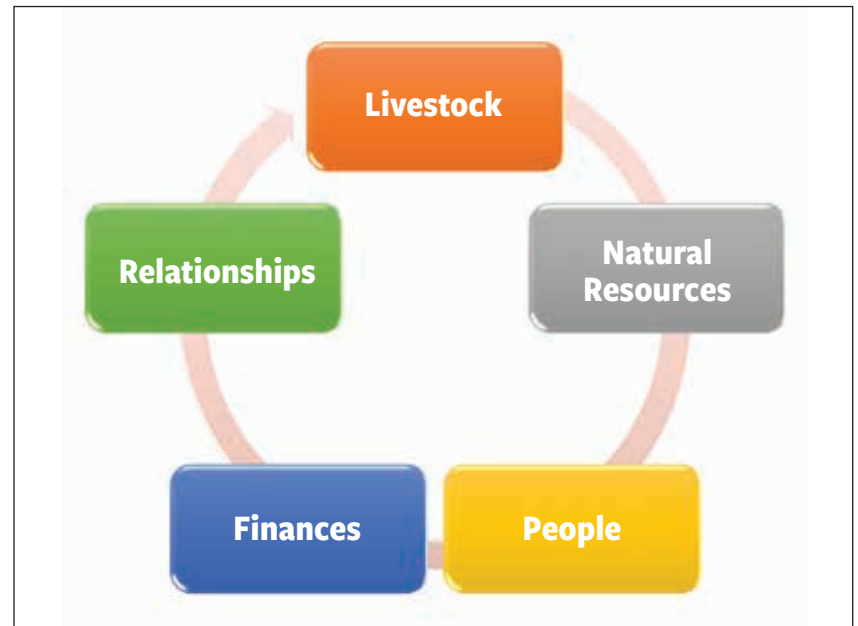 Livestock
Natural
Resources
People
Finances
Relationships